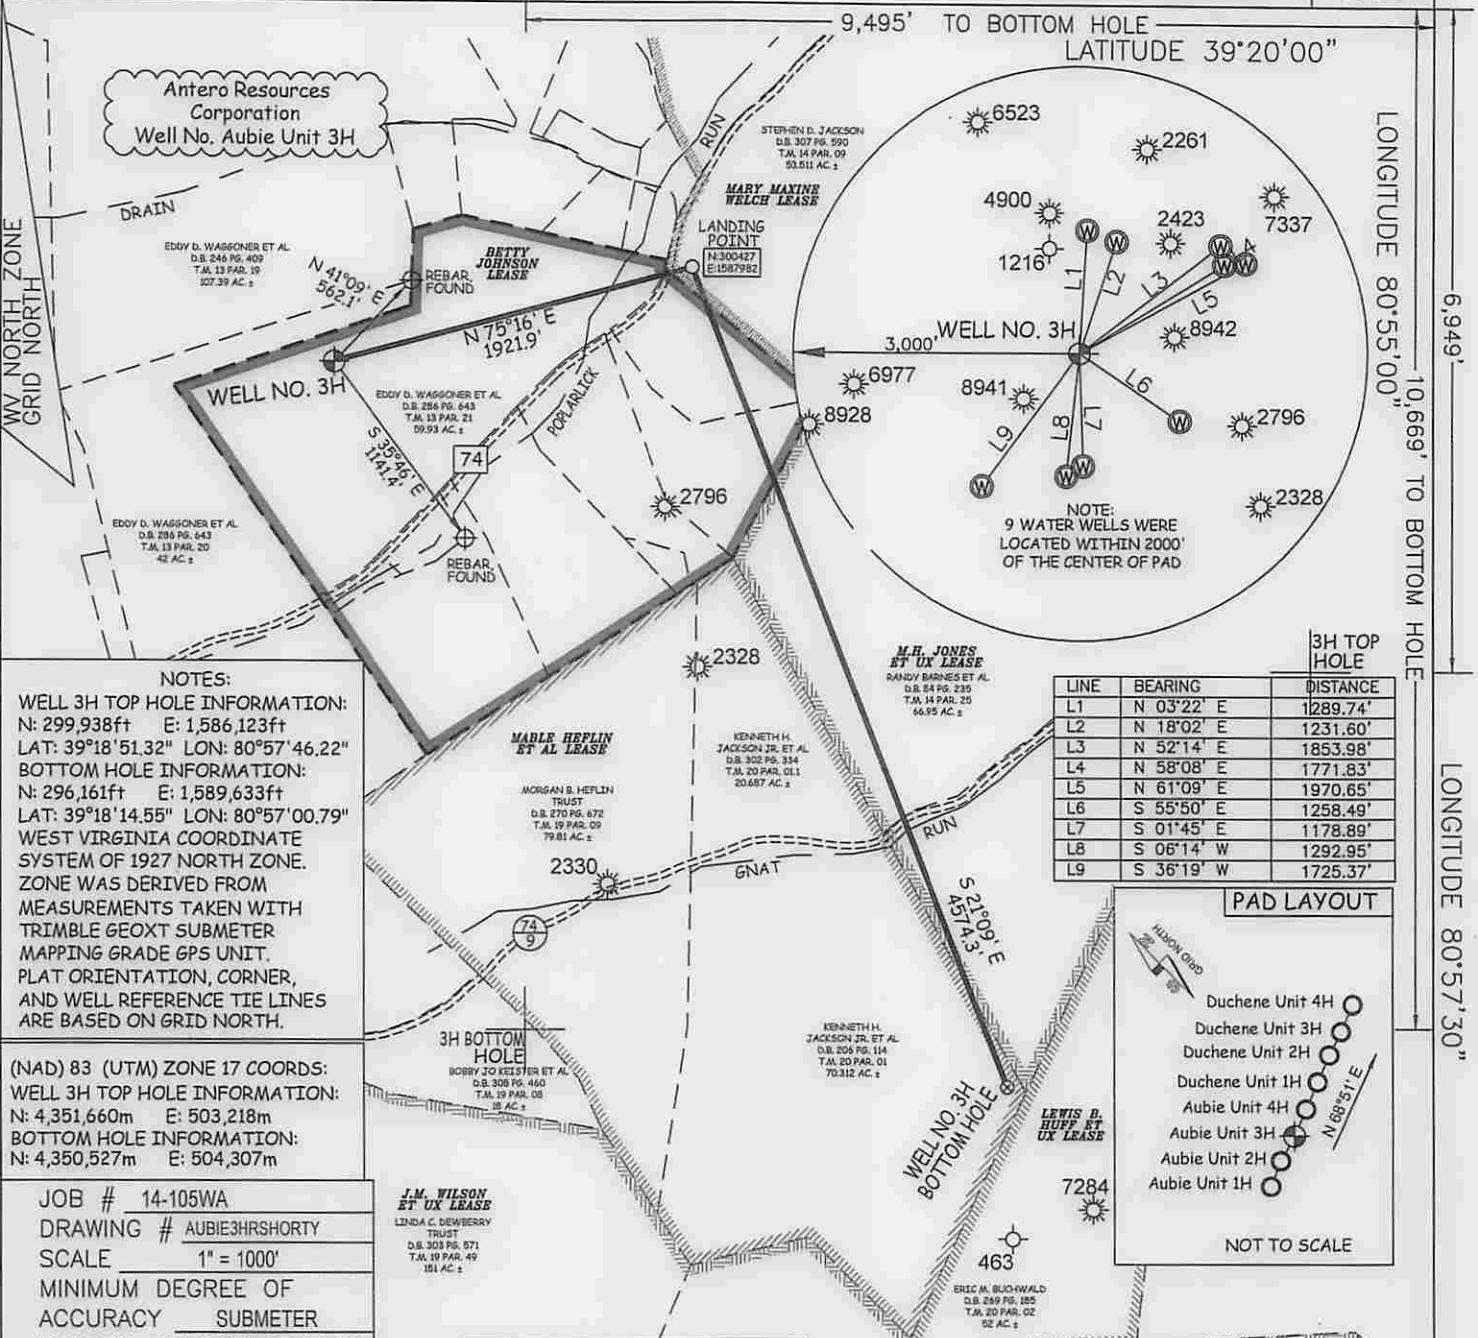 9,495' TO BOTTOM HOLE
LATITUDE 39°20'00"
Antero Resources
Corporation
Well No. Aubie Unit 3H
WV NORTH ZONE
GRID NORTH
DRAIN
EDDY D. WAGGONER ET AL
D.B. 246 PG. 409
T.M. 13 PAR. 19
107.39 AC.±
N 41°09' E
562.1'
REBAR
FOUND
BETTY
JOHNSON
LEASE
RUN
STEPHEN D. JACKSON
D.B. 307 PG. 590
T.M. 14 PAR. 09
53.511 AC.±
MARY MAXINE
WELCH LEASE
LANDING
POINT
N:300427
E:1587982
N 75°16' E
1921.9'
WELL NO. 3H
EDDY D. WAGGONER ET AL
D.B. 286 PG. 643
T.M. 13 PAR. 21
59.93 AC.±
POPLARLICK
S 35°46' E
1141.4'
74
2796
REBAR
FOUND
EDDY D. WAGGONER ET AL
D.B. 286 PG. 643
T.M. 13 PAR. 20
42 AC.±
6523
2261
4900
1216
2423
7337
L1
L2
L3
4
L5
8942
WELL NO. 3H
3,000'
6977
8941
8928
L6
L7
L8
L9
2796
2328
W
W
W
W
W
W
W
W
W
NOTE:
9 WATER WELLS WERE
LOCATED WITHIN 2000'
OF THE CENTER OF PAD
LONGITUDE 80°55'00"
10,669' TO BOTTOM HOLE
6,949'
3H TOP
HOLE
LONGITUDE 80°57'30"
LINE BEARING DISTANCE
L1 N 03°22' E 1289.74'
L2 N 18°02' E 1231.60'
L3 N 52°14' E 1853.98'
L4 N 58°08' E 1771.83'
L5 N 61°09' E 1970.65'
L6 S 55°50' E 1258.49'
L7 S 01°45' E 1178.89'
L8 S 06°14' W 1292.95'
L9 S 36°19' W 1725.37'
NOTES:
WELL 3H TOP HOLE INFORMATION:
N: 299,938ft E: 1,586,123ft
LAT: 39°18'51.32" LON: 80°57'46.22"
BOTTOM HOLE INFORMATION:
N: 296,161ft E: 1,589,633ft
LAT: 39°18'14.55" LON: 80°57'00.79"
WEST VIRGINIA COORDINATE
SYSTEM OF 1927 NORTH ZONE.
ZONE WAS DERIVED FROM
MEASUREMENTS TAKEN WITH
TRIMBLE GEOXT SUBMETER
MAPPING GRADE GPS UNIT.
PLAT ORIENTATION, CORNER,
AND WELL REFERENCE TIE LINES
ARE BASED ON GRID NORTH.
(NAD) 83 (UTM) ZONE 17 COORDS:
WELL 3H TOP HOLE INFORMATION:
N: 4,351,660m E: 503,218m
BOTTOM HOLE INFORMATION:
N: 4,350,527m E: 504,307m
JOB # 14-105WA
DRAWING # AUBIE3HRSHORTY
SCALE 1" = 1000'
MINIMUM DEGREE OF
ACCURACY SUBMETER
2328
MABLE HEFLIN
ET AL LEASE
MORGAN B. HEFLIN
TRUST
D.B. 270 PG. 672
T.M. 19 PAR. 09
79.81 AC.±
KENNETH H.
JACKSON JR. ET AL
D.B. 302 PG. 334
T.M. 20 PAR. 01.1
20.687 AC.±
M.H. JONES
ET UX LEASE
RANDY BARNES ET AL
D.B. 84 PG. 235
T.M. 14 PAR. 25
66.95 AC.±
2330
GNAT
RUN
74
9
S 21°09' E
4574.3'
3H BOTTOM
HOLE
BOBBY JO KEISTER ET AL
D.B. 308 PG. 460
T.M. 19 PAR. 08
18 AC.±
KENNETH H.
JACKSON JR. ET AL
D.B. 206 PG. 114
T.M. 20 PAR. 01
70.312 AC.±
WELL NO. 3H
BOTTOM HOLE
LEWIS B.
HUFF ET
UX LEASE
J.M. WILSON
ET UX LEASE
LINDA C. DEWBERRY
TRUST
D.B. 303 PG. 571
T.M. 19 PAR. 49
151 AC.±
7284
463
ERIC M. BUCHWALD
D.B. 269 PG. 185
T.M. 20 PAR. 02
52 AC.±
PAD LAYOUT
GRID NORTH
Duchene Unit 4H
Duchene Unit 3H
Duchene Unit 2H
Duchene Unit 1H
Aubie Unit 4H
Aubie Unit 3H
Aubie Unit 2H
Aubie Unit 1H
N 68°51' E
NOT TO SCALE